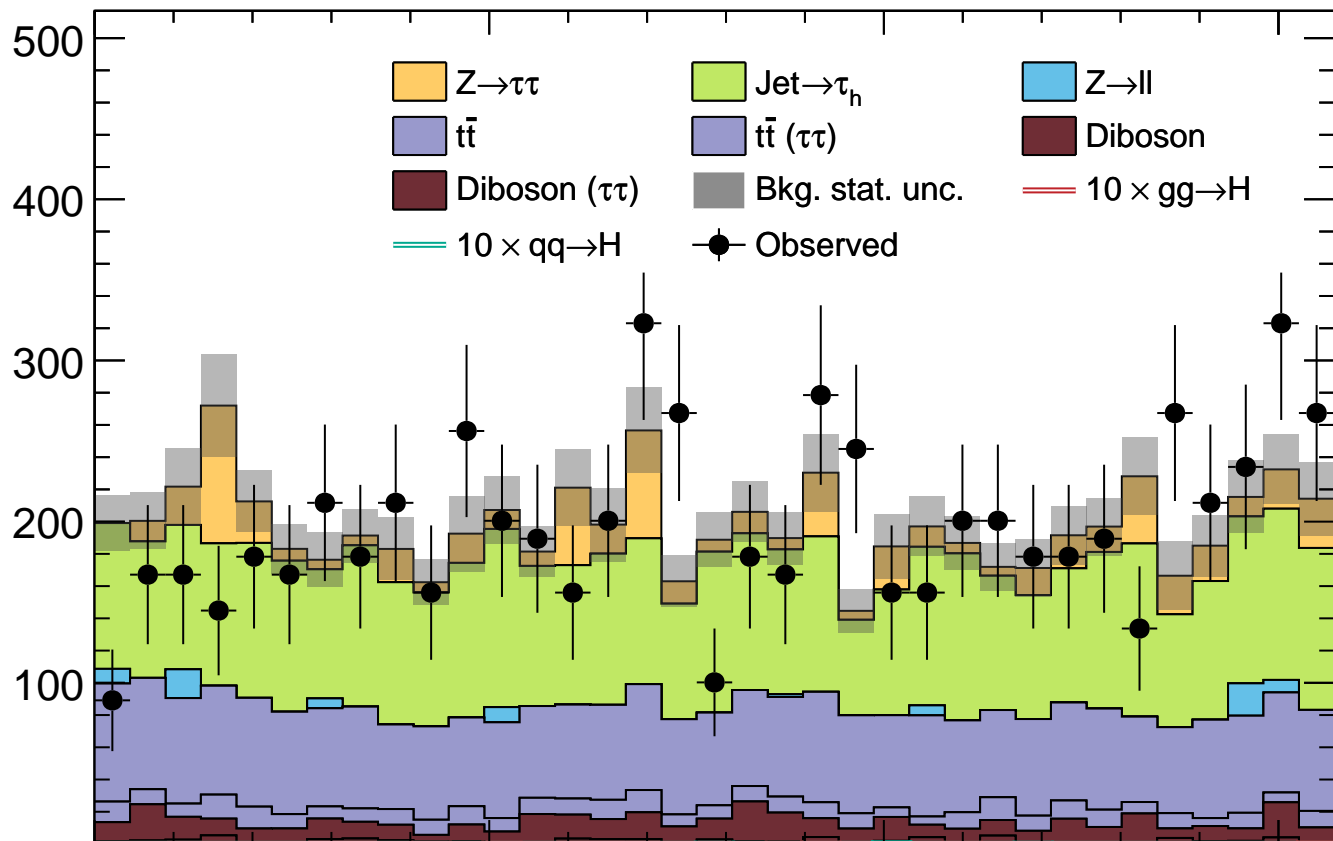 500
Z→ττ Jet→τₕ Z→ll
tt̄ tt̄ (ττ) Diboson
Diboson (ττ) Bkg. stat. unc. 10 × gg→H
400
10 × qq→H Observed
300
200
100